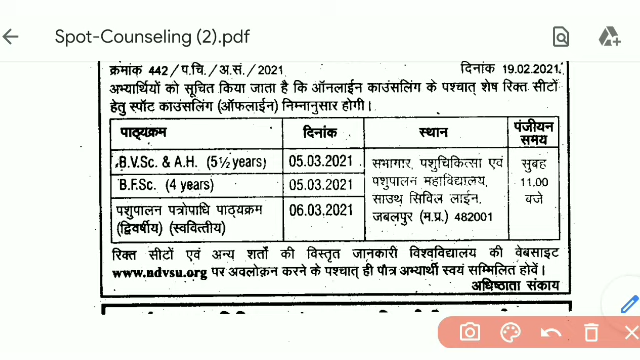 Spot-Counseling (2).pdf
क्रमांक 442/प.चि./अ.सं./2021 दिनांक 19.02.2021.
अभ्यार्थियों को सूचित किया जाता है कि ऑनलाईन काउंसलिंग के पश्चात् शेष रिक्त सीटों
हेतु स्पॉट काउंसलिंग (ऑफलाईन) निम्नानुसार होगी।
पाठ्यक्रम दिनांक स्थान पंजीयन
समय
B.V.Sc. & A.H. (5½ years) 05.03.2021 सभागार, पशुचिकित्सा एवं सुबह
B.F.Sc. (4 years) 05.03.2021 पशुपालन महाविद्यालय, 11.00
साउथ सिविल लाईन, बजे
पशुपालन पत्रोपाधि पाठ्यक्रम 06.03.2021 जबलपुर (म.प्र.) 482001
(द्विवर्षीय) (स्ववित्तीय)
रिक्त सीटों एवं अन्य शर्तों की विस्तृत जानकारी विश्वविद्यालय की वेबसाइट
www.ndvsu.org पर अवलोकन करने के पश्चात् ही पात्र अभ्यार्थी स्वयं सम्मिलित होवें।
अधिष्ठाता संकाय